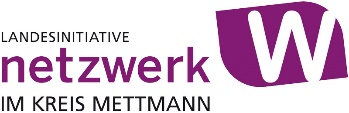 LANDESINITIATIVE
netzwerk W
IM KREIS METTMANN